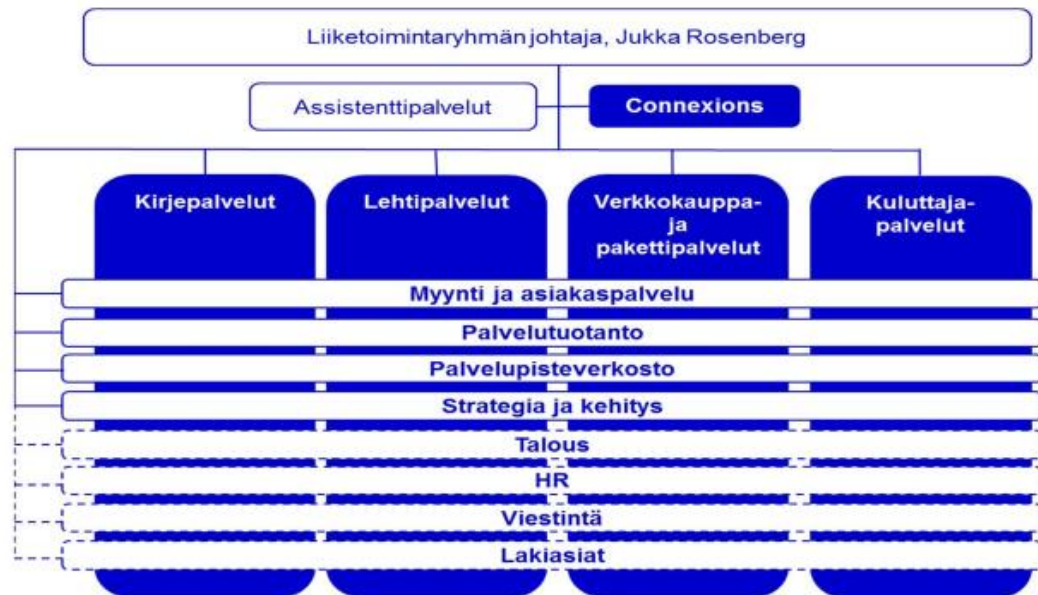 Liiketoimintaryhmän johtaja, Jukka Rosenberg
Assistenttipalvelut
Connexions
Kirjepalvelut
Lehtipalvelut
Verkkokauppa-
ja
pakettipalvelut
Kuluttaja-
palvelut
Myynti ja asiakaspalvelu
Palvelutuotanto
Palvelupisteverkosto
Strategia ja kehitys
Talous
HR
Viestintä
Lakiasiat